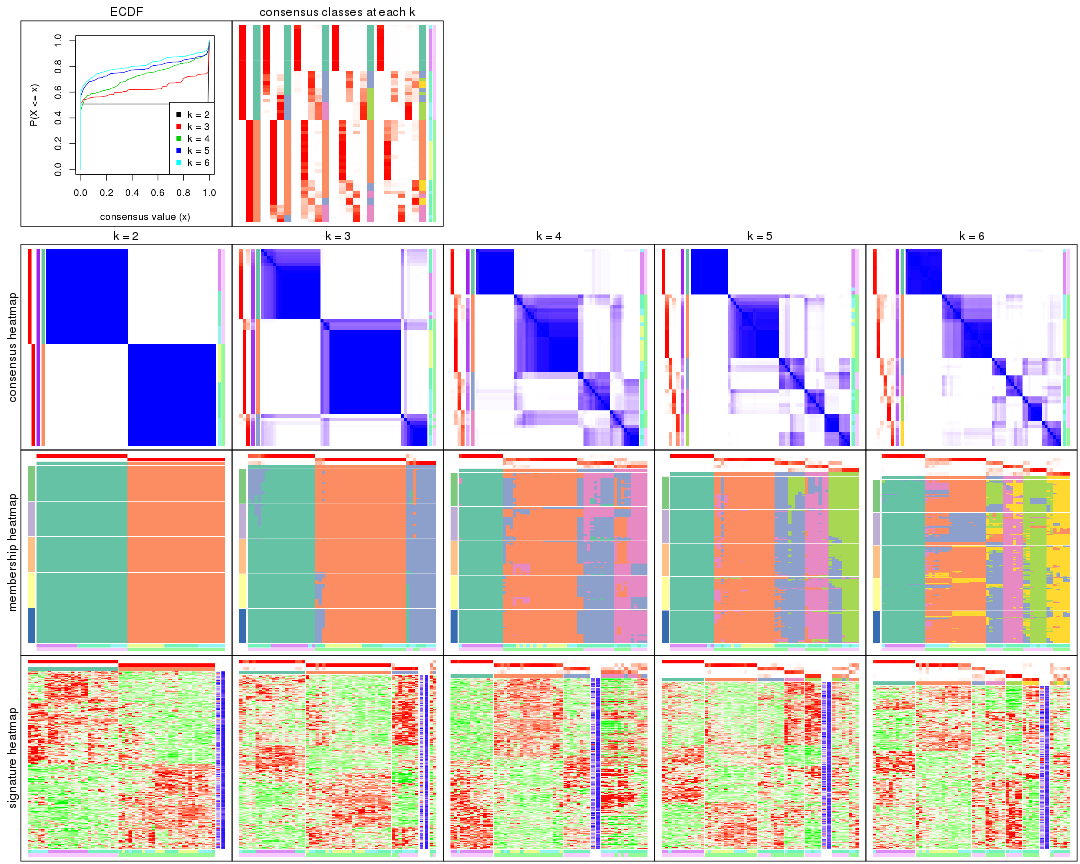 ECDF
consensus classes at each k
P(X <= x)
0.0 0.2 0.4 0.6 0.8 1.0
k = 2
k = 3
k = 4
k = 5
k = 6
0.0 0.2 0.4 0.6 0.8 1.0
consensus value (x)
k = 2
k = 3
k = 4
k = 5
k = 6
consensus heatmap
membership heatmap
signature heatmap